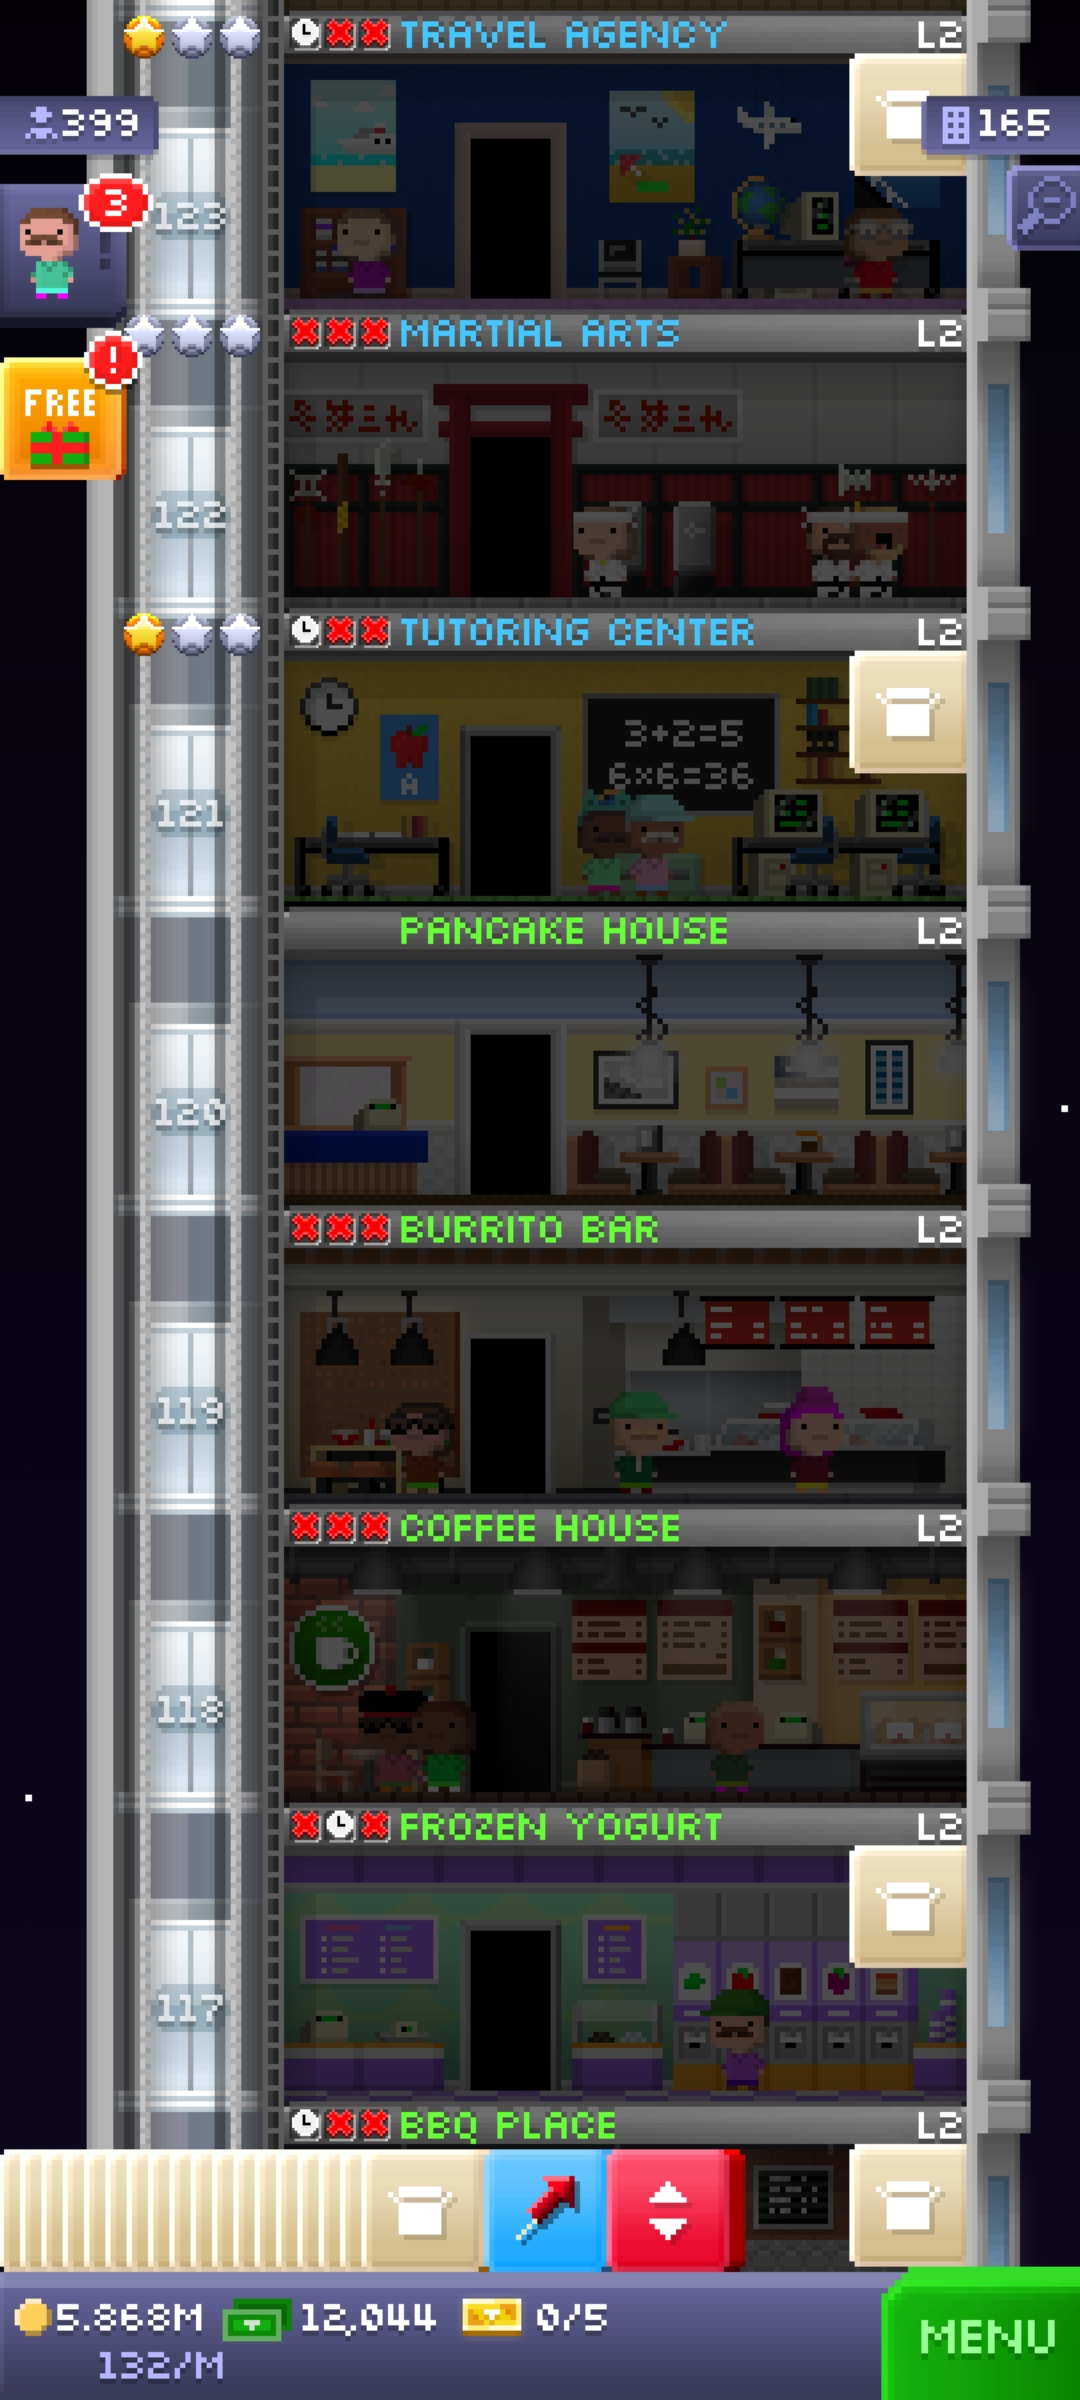 TRAVEL AGENCY L2
399
165
3
123
MARTIAL ARTS L2
!
FREE
122
TUTORING CENTER L2
3+2=5
6×6=36
A
121
PANCAKE HOUSE L2
120
BURRITO BAR L2
119
COFFEE HOUSE L2
118
FROZEN YOGURT L2
117
BBQ PLACE L2
5.868M 12,044 0/5
132/M
MENU